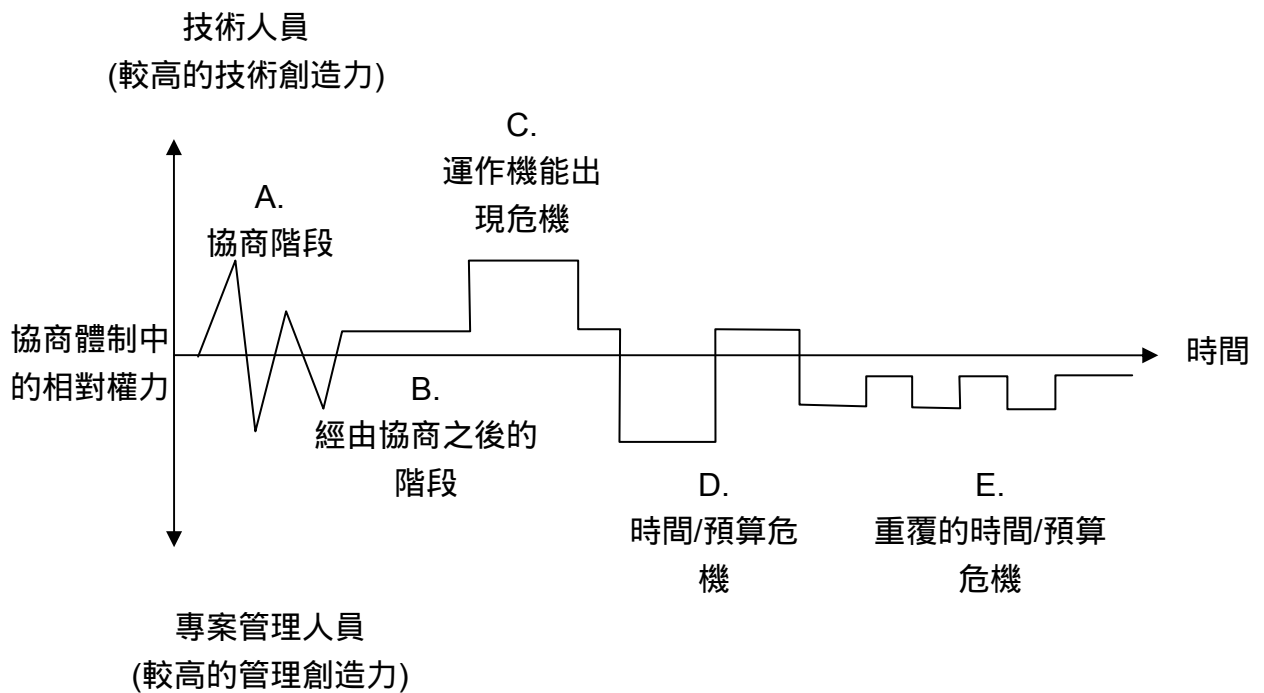 技術人員
(較高的技術創造力)
C.
運作機能出
現危機
A.
協商階段
協商體制中
的相對權力
時間
B.
經由協商之後的
階段
D.
時間/預算危
機
E.
重覆的時間/預算
危機
專案管理人員
(較高的管理創造力)